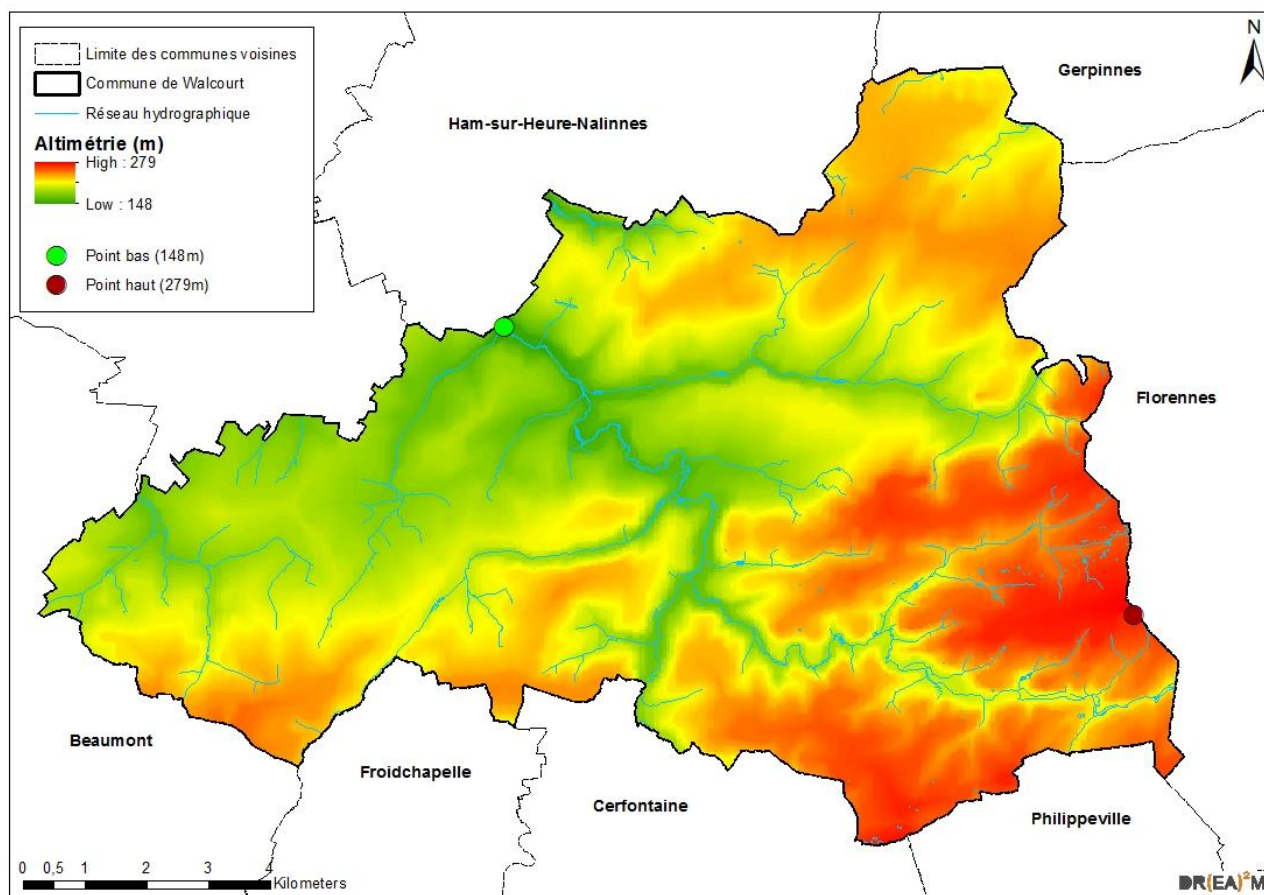 Limite des communes voisines
Commune de Walcourt
Réseau hydrographique
Altimétrie (m)
High : 279
Low : 148
Point bas (148m)
Point haut (279m)
N
Gerpinnes
Ham-sur-Heure-Nalinnes
Florennes
Beaumont
Froidchapelle
Cerfontaine
Philippeville
0 0,5 1 2 3 4
Kilometers
DR(EA)²M